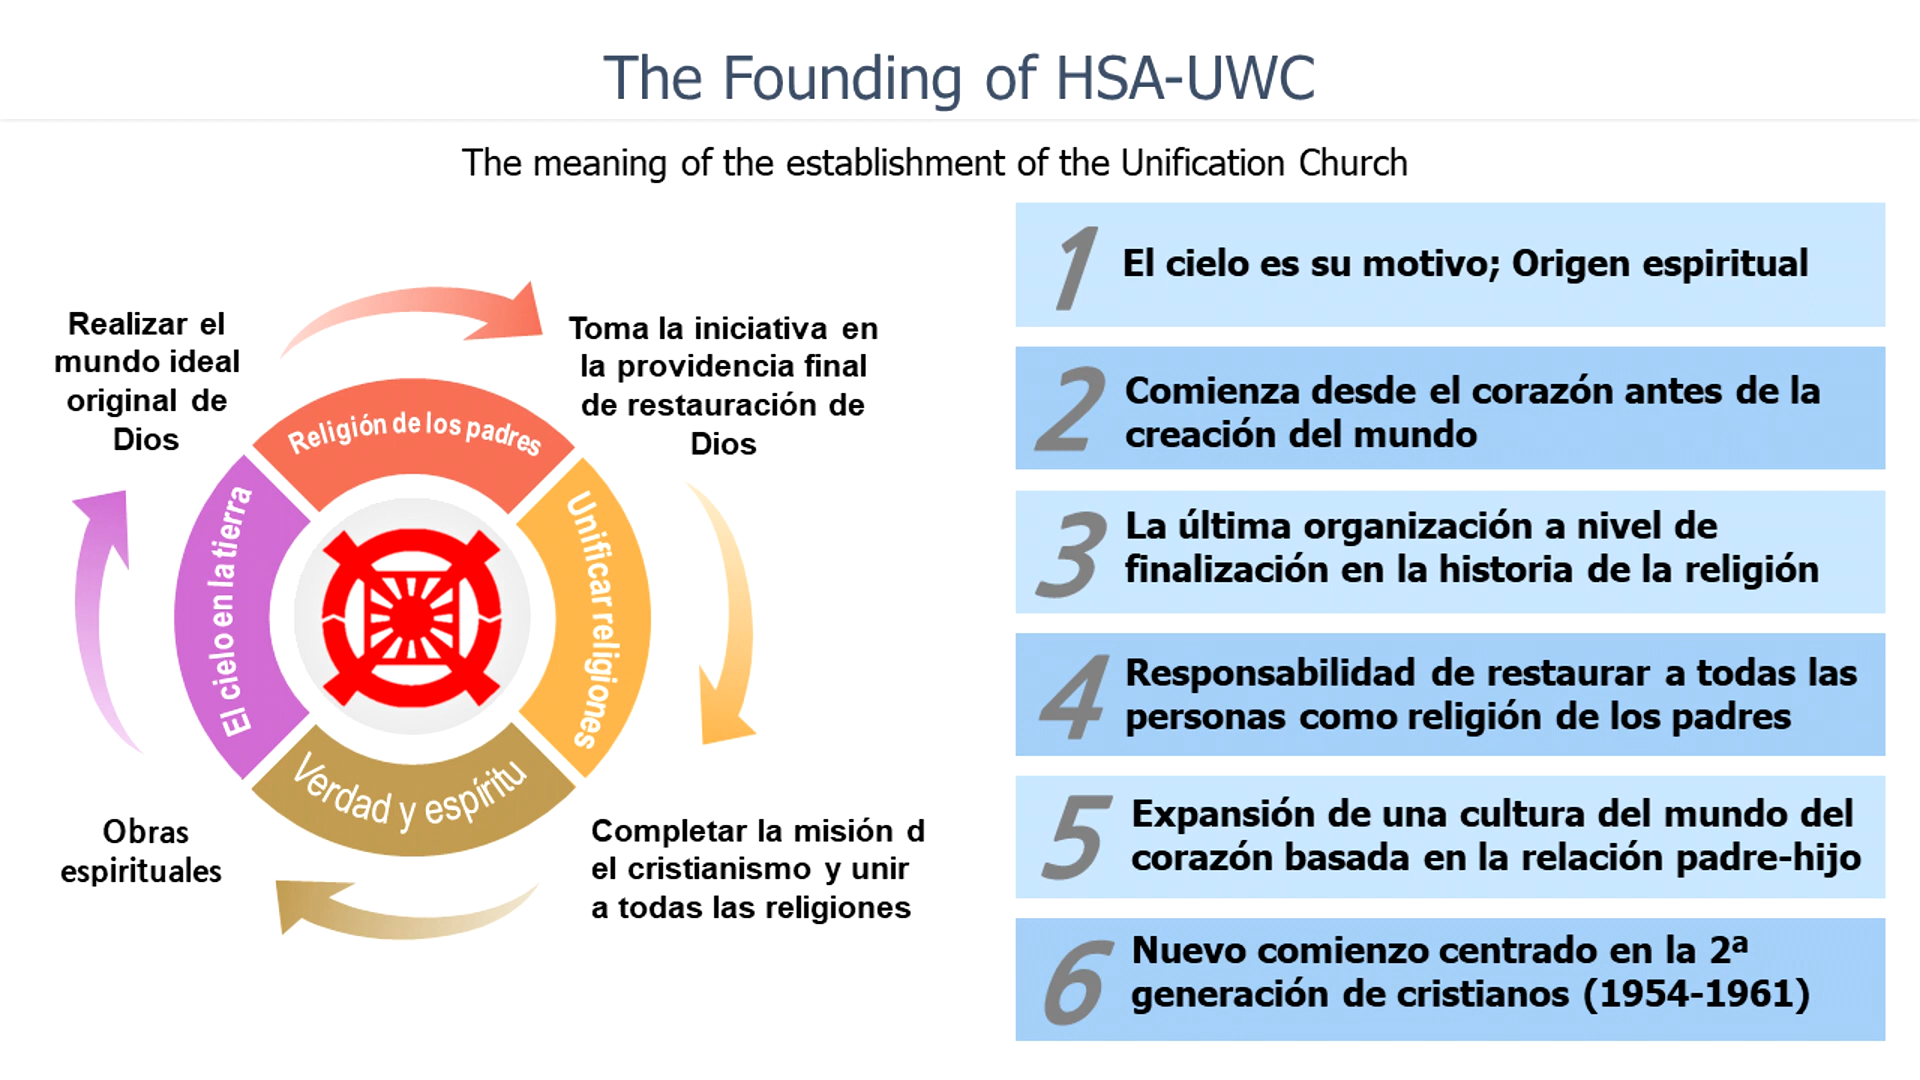 The Founding of HSA-UWC
The meaning of the establishment of the Unification Church
Realizar el
mundo ideal
original de
Dios
Toma la iniciativa en
la providencia final
de restauración de
Dios
Religión de los padres
Unificar religiones
Verdad y espíritu
El cielo en la tierra
Obras
espirituales
Completar la misión d
el cristianismo y unir
a todas las religiones
1
El cielo es su motivo; Origen espiritual
2
Comienza desde el corazón antes de la
creación del mundo
3
La última organización a nivel de
finalización en la historia de la religión
4
Responsabilidad de restaurar a todas las
personas como religión de los padres
5
Expansión de una cultura del mundo del
corazón basada en la relación padre-hijo
6
Nuevo comienzo centrado en la 2ª
generación de cristianos (1954-1961)